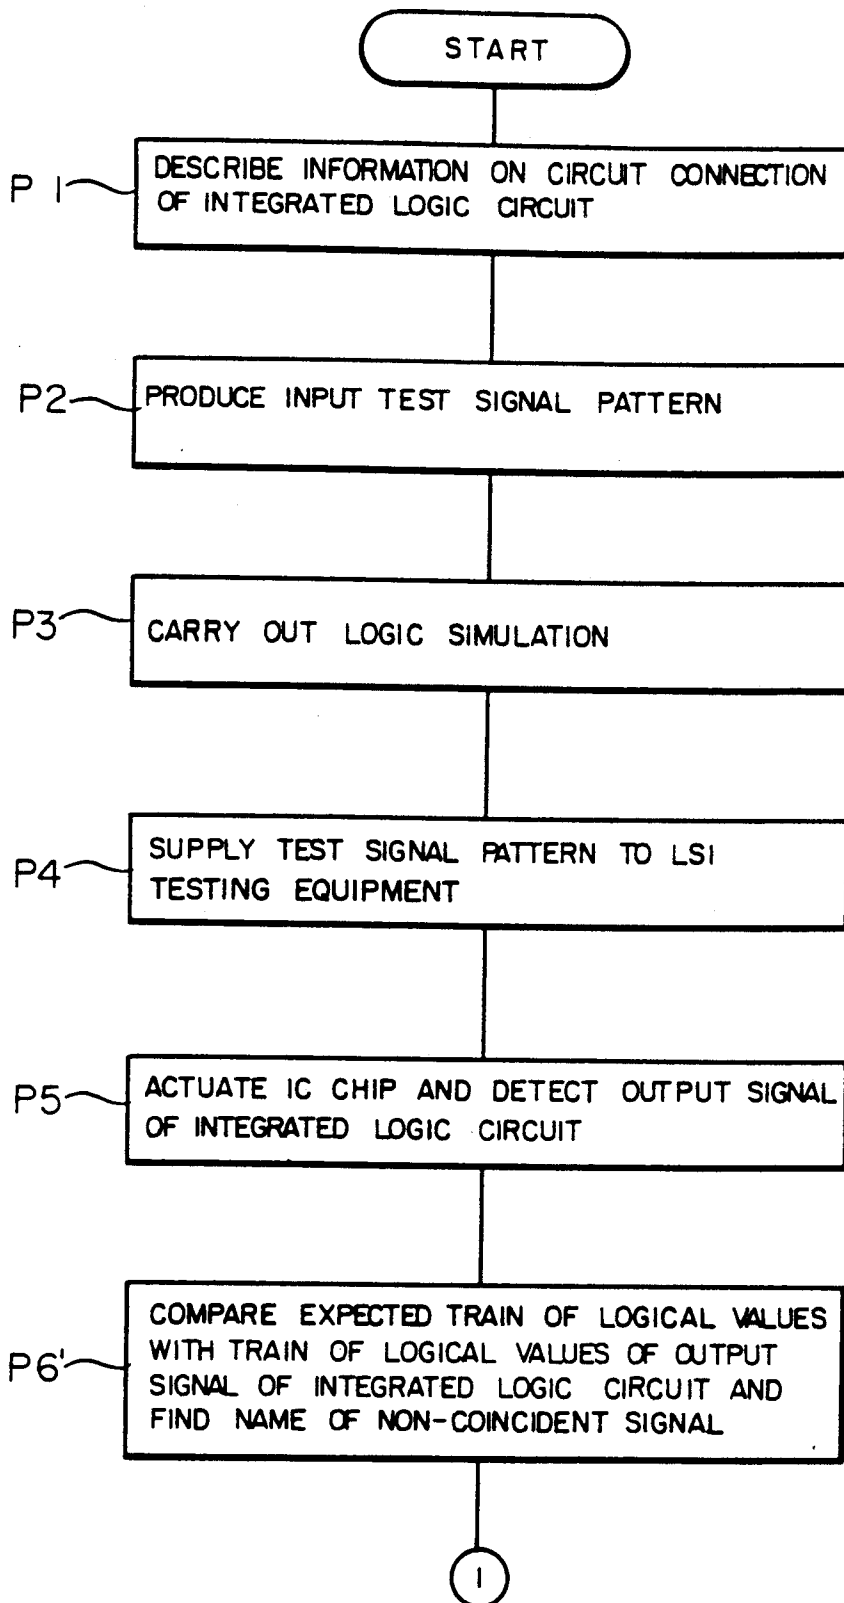 START
P1
DESCRIBE INFORMATION ON CIRCUIT CONNECTION
OF INTEGRATED LOGIC CIRCUIT
P2
PRODUCE INPUT TEST SIGNAL PATTERN
P3
CARRY OUT LOGIC SIMULATION
P4
SUPPLY TEST SIGNAL PATTERN TO LSI
TESTING EQUIPMENT
P5
ACTUATE IC CHIP AND DETECT OUTPUT SIGNAL
OF INTEGRATED LOGIC CIRCUIT
P6'
COMPARE EXPECTED TRAIN OF LOGICAL VALUES
WITH TRAIN OF LOGICAL VALUES OF OUTPUT
SIGNAL OF INTEGRATED LOGIC CIRCUIT AND
FIND NAME OF NON-COINCIDENT SIGNAL
1